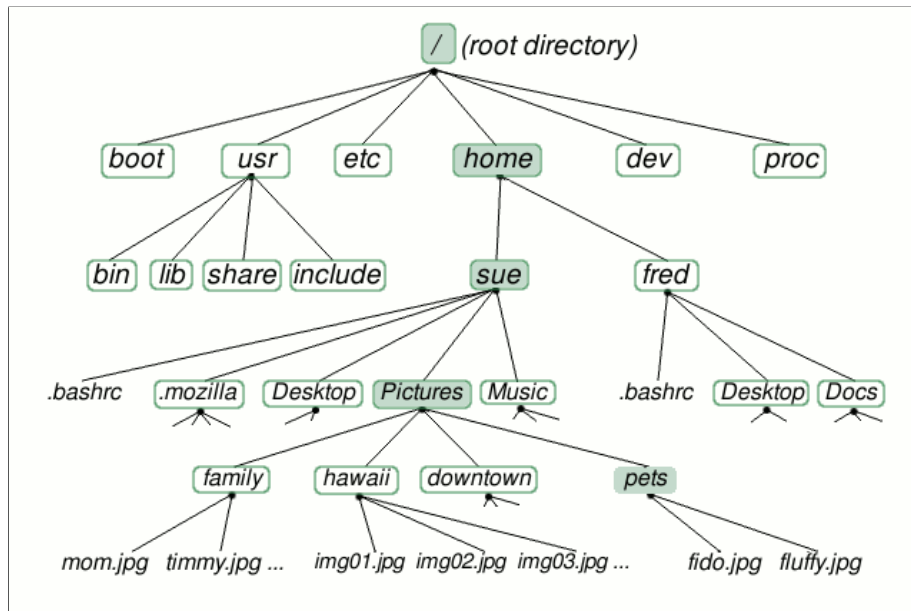 / (root directory)
boot usr etc home dev proc
bin lib share include sue fred
.bashrc .mozilla Desktop Pictures Music .bashrc Desktop Docs
family hawaii downtown pets
mom.jpg timmy.jpg ... img01.jpg img02.jpg img03.jpg ... fido.jpg fluffy.jpg